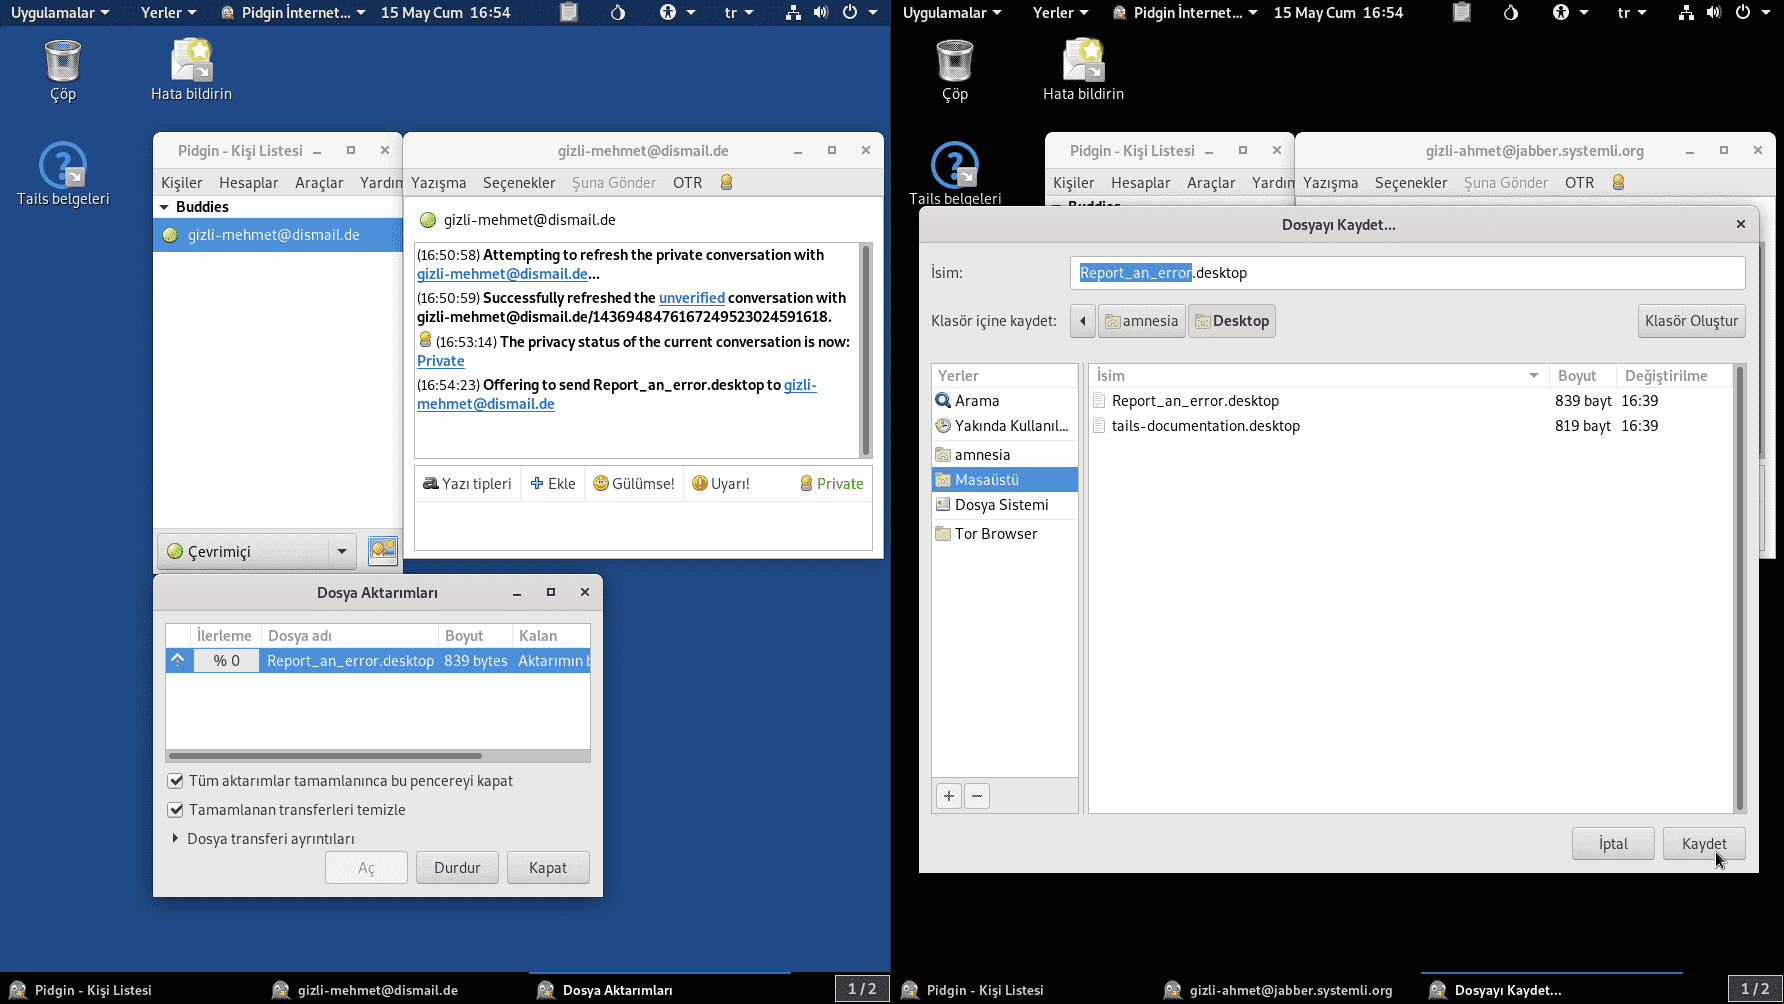 Uygulamalar Yerler Pidgin İnternet... 15 May Cum 16:54 tr
Çöp
Hata bildirin
Tails belgeleri
Pidgin - Kişi Listesi
Kişiler Hesaplar Araçlar Yardım
Buddies
gizli-mehmet@dismail.de
Çevrimiçi
gizli-mehmet@dismail.de
Yazışma Seçenekler Şuna Gönder OTR
gizli-mehmet@dismail.de
(16:50:58) Attempting to refresh the private conversation with
gizli-mehmet@dismail.de...
(16:50:59) Successfully refreshed the unverified conversation with
gizli-mehmet@dismail.de/1436948476167249523024591618.
(16:53:14) The privacy status of the current conversation is now:
Private
(16:54:23) Offering to send Report_an_error.desktop to gizli-
mehmet@dismail.de
Yazı tipleri Ekle Gülümse! Uyarı! Private
Dosya Aktarımları
İlerleme Dosya adı Boyut Kalan
% 0 Report_an_error.desktop 839 bytes Aktarımın b
Tüm aktarımlar tamamlanınca bu pencereyi kapat
Tamamlanan transferleri temizle
Dosya transferi ayrıntıları
Aç Durdur Kapat
Pidgin - Kişi Listesi gizli-mehmet@dismail.de Dosya Aktarımları 1 / 2
Uygulamalar Yerler Pidgin İnternet... 15 May Cum 16:54 tr
Çöp
Hata bildirin
Tails belgeleri
Pidgin - Kişi Listesi
Kişiler Hesaplar Araçlar Yardım
gizli-ahmet@jabber.systemli.org
Yazışma Seçenekler Şuna Gönder OTR
Buddies
Dosyayı Kaydet...
İsim: Report_an_error.desktop
Klasör içine kaydet: amnesia Desktop Klasör Oluştur
Yerler
Arama
Yakında Kullanıl...
amnesia
Masaüstü
Dosya Sistemi
Tor Browser
İsim Boyut Değiştirilme
Report_an_error.desktop 839 bayt 16:39
tails-documentation.desktop 819 bayt 16:39
İptal Kaydet
Pidgin - Kişi Listesi gizli-ahmet@jabber.systemli.org Dosyayı Kaydet... 1 / 2